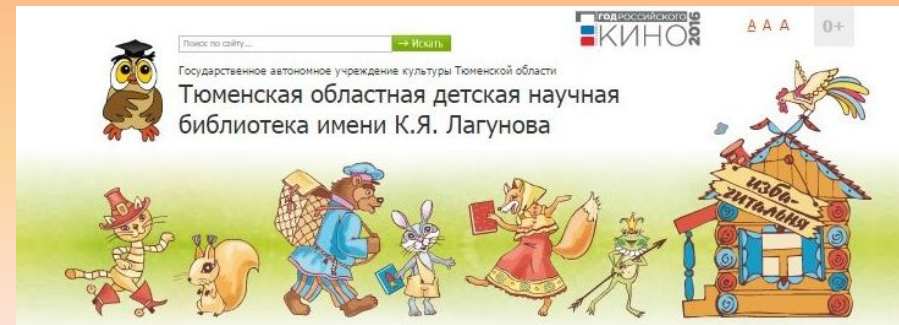 ГОД РОССИЙСКОГО
КИНО 2016
А А А
0+
Поиск по сайту...
→ Искать
Государственное автономное учреждение культуры Тюменской области
Тюменская областная детская научная
библиотека имени К.Я. Лагунова
изба-
читальня